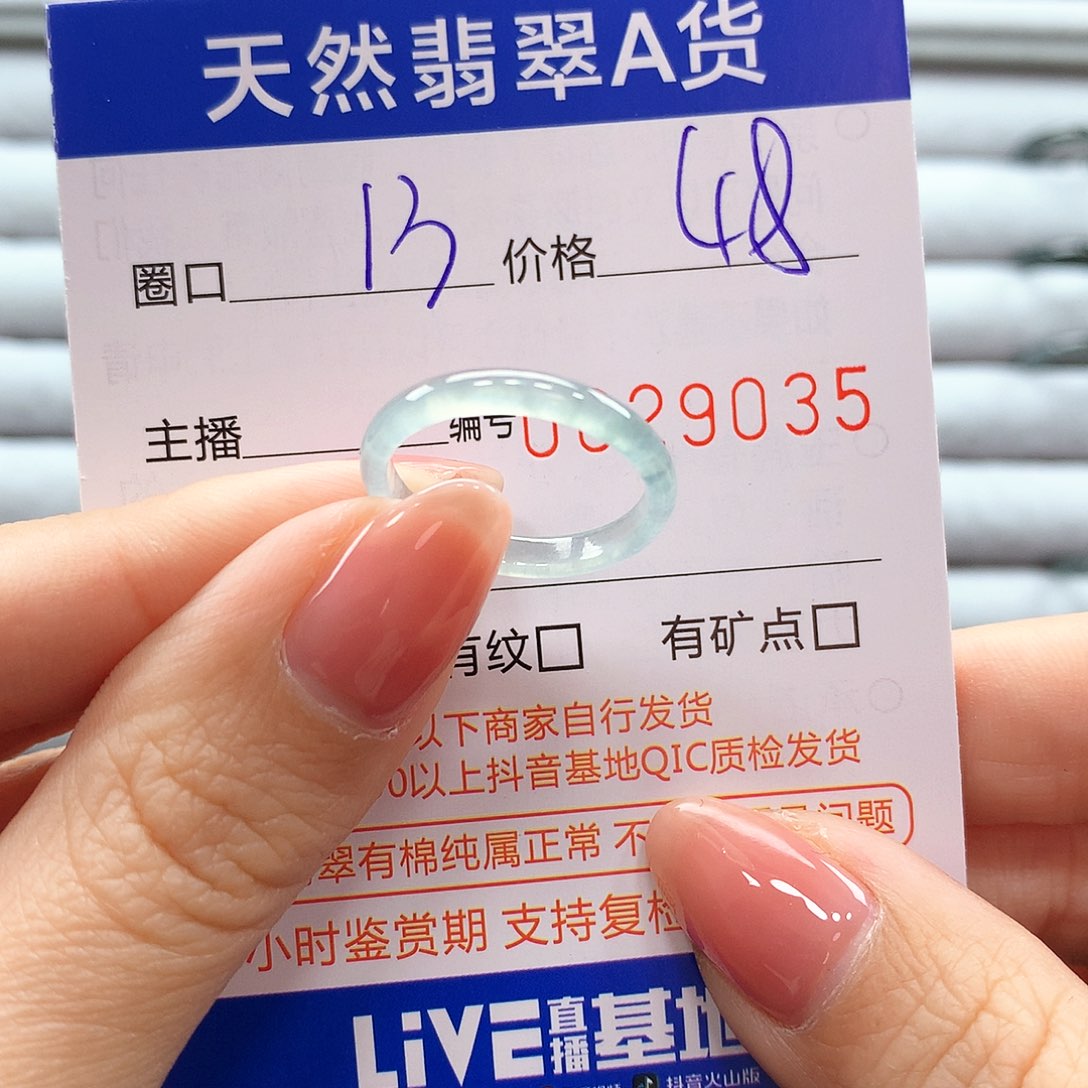 天然翡翠A货
圈口 13 价格 48
主播 编号 29035
有纹 有矿点
以下商家自行发货
0以上抖音基地QIC质检发货
翠有棉纯属正常 不 问题
小时鉴赏期 支持复检
LiVE直播基地
抖音火山版